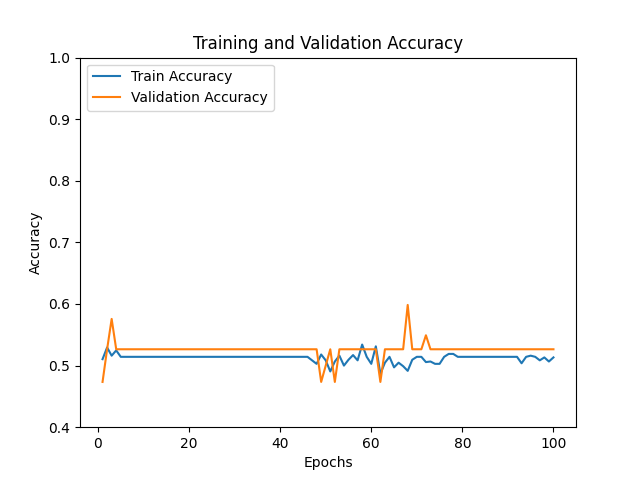 Training and Validation Accuracy
Train Accuracy
Validation Accuracy
1.0
0.9
0.8
0.7
0.6
0.5
0.4
Accuracy
0 20 40 60 80 100
Epochs